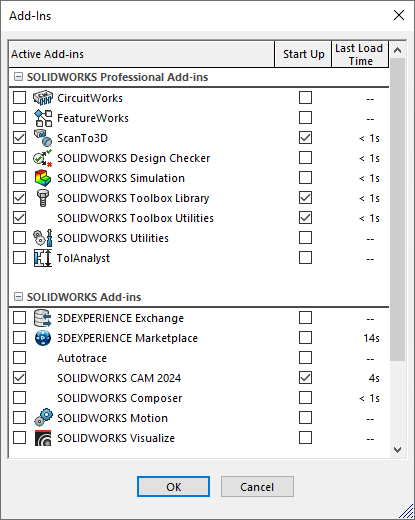 Add-Ins
Active Add-ins Start Up Last Load Time
SOLIDWORKS Professional Add-ins
CircuitWorks --
FeatureWorks --
ScanTo3D < 1s
SOLIDWORKS Design Checker < 1s
SOLIDWORKS Simulation < 1s
SOLIDWORKS Toolbox Library < 1s
SOLIDWORKS Toolbox Utilities < 1s
SOLIDWORKS Utilities --
TolAnalyst --
SOLIDWORKS Add-ins
3DEXPERIENCE Exchange --
3DEXPERIENCE Marketplace 14s
Autotrace --
SOLIDWORKS CAM 2024 4s
SOLIDWORKS Composer < 1s
SOLIDWORKS Motion --
SOLIDWORKS Visualize --
OK Cancel